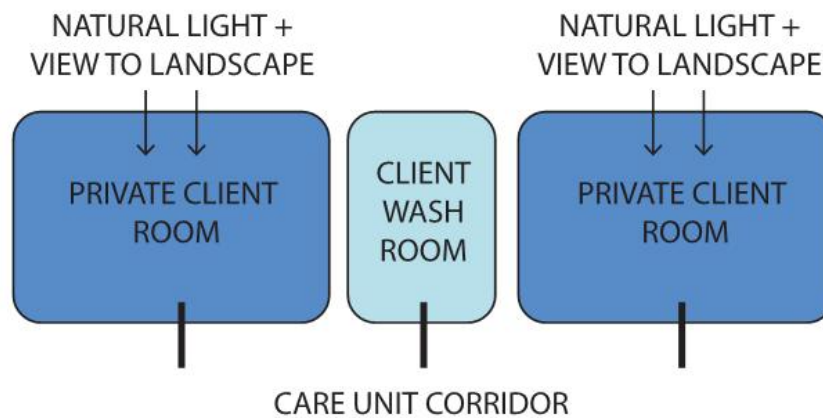 NATURAL LIGHT +
VIEW TO LANDSCAPE
NATURAL LIGHT +
VIEW TO LANDSCAPE
PRIVATE CLIENT
ROOM
CLIENT
WASH
ROOM
PRIVATE CLIENT
ROOM
CARE UNIT CORRIDOR